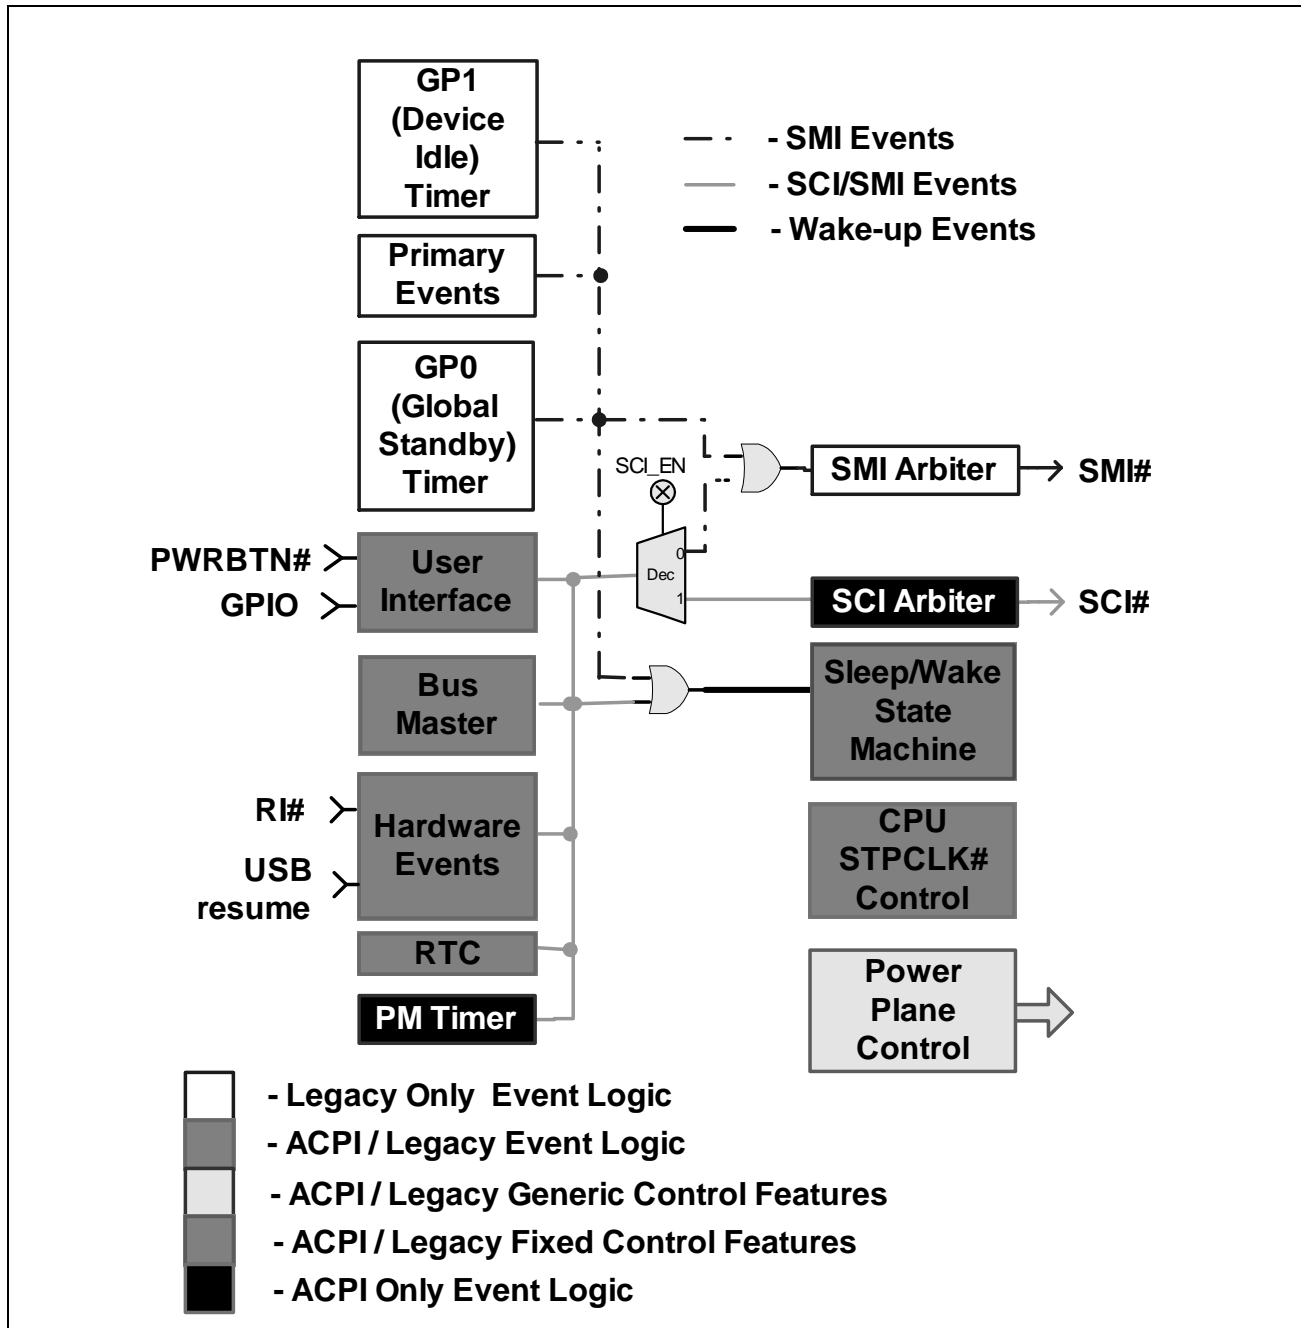 GP1
(Device
Idle)
Timer
- SMI Events
- SCI/SMI Events
- Wake-up Events
Primary
Events
GP0
(Global
Standby)
Timer
SCI_EN
SMI Arbiter
SMI#
PWRBTN#
GPIO
User
Interface
0
Dec
1
SCI Arbiter
SCI#
Bus
Master
Sleep/Wake
State
Machine
RI#
USB
resume
Hardware
Events
CPU
STPCLK#
Control
RTC
PM Timer
Power
Plane
Control
- Legacy Only Event Logic
- ACPI / Legacy Event Logic
- ACPI / Legacy Generic Control Features
- ACPI / Legacy Fixed Control Features
- ACPI Only Event Logic